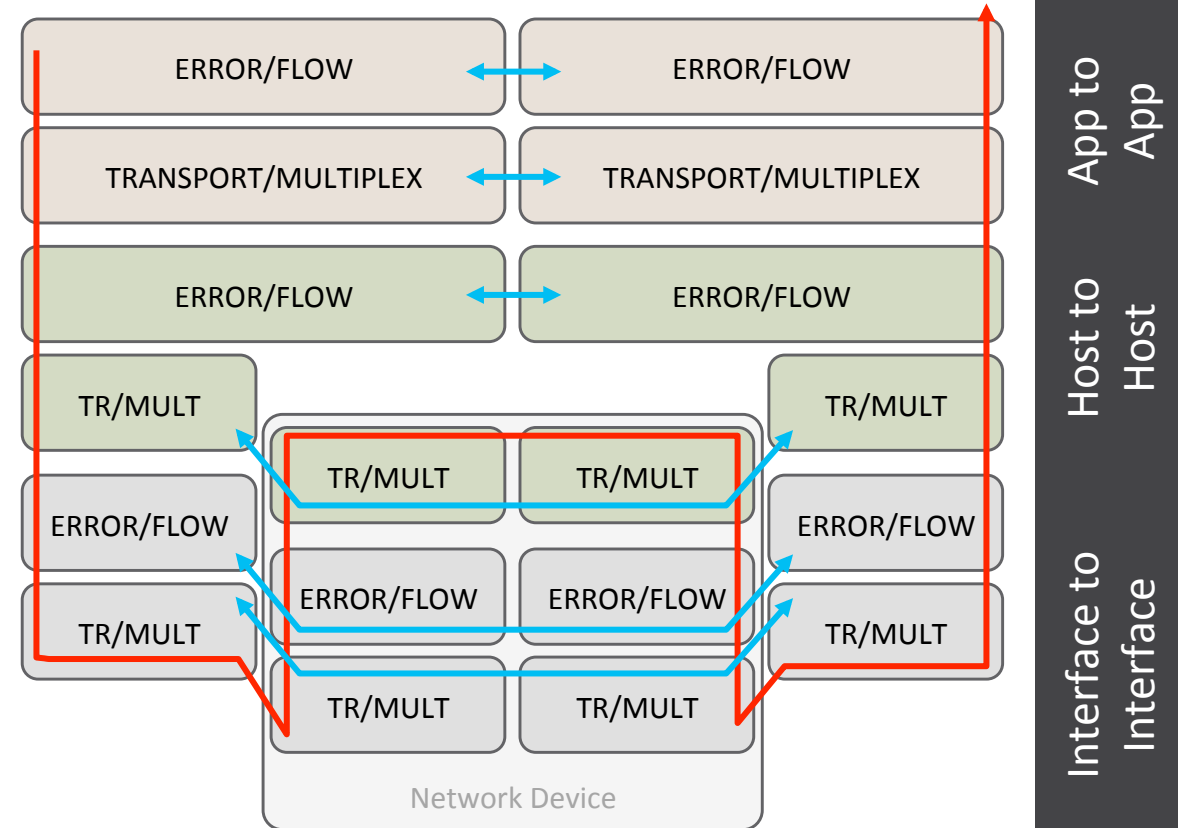 ERROR/FLOW
ERROR/FLOW
TRANSPORT/MULTIPLEX
TRANSPORT/MULTIPLEX
ERROR/FLOW
ERROR/FLOW
TR/MULT
TR/MULT
TR/MULT
TR/MULT
ERROR/FLOW
ERROR/FLOW
ERROR/FLOW
ERROR/FLOW
TR/MULT
TR/MULT
TR/MULT
TR/MULT
Network Device
App to
App
Host to
Host
Interface to
Interface